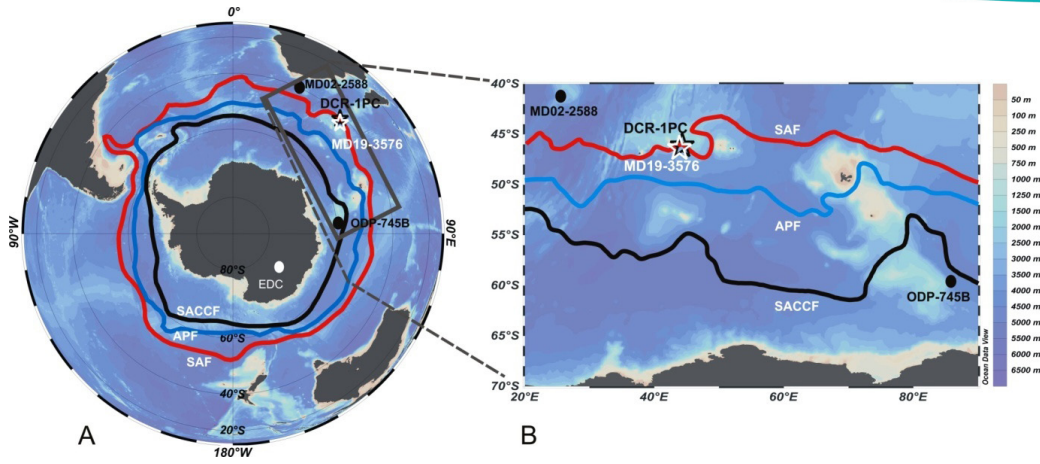 0°
MD02-2588
DCR-1PC
MD19-3576
ODP-745B
90°W
90°E
80°S
EDC
SACCF
APF
60°S
SAF
40°S
20°S
180°W
A
40°S
45°S
50°S
55°S
60°S
65°S
70°S
MD02-2588
DCR-1PC
MD19-3576
SAF
APF
SACCF
ODP-745B
20°E
40°E
60°E
80°E
B
Ocean Data View
50 m
100 m
250 m
500 m
750 m
1000 m
1500 m
2000 m
2500 m
3000 m
3500 m
4000 m
4500 m
5000 m
5500 m
6000 m
6500 m